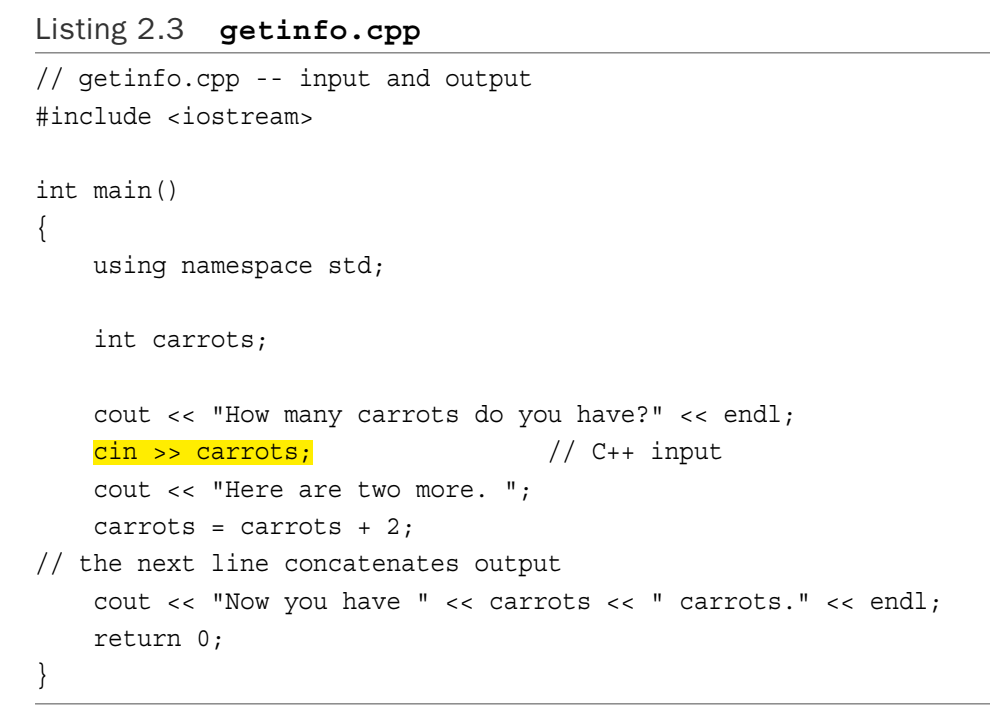 Listing 2.3 getinfo.cpp
// getinfo.cpp -- input and output
#include <iostream>
int main()
{
    using namespace std;
    int carrots;
    cout << "How many carrots do you have?" << endl;
    cin >> carrots;                // C++ input
    cout << "Here are two more. ";
    carrots = carrots + 2;
// the next line concatenates output
    cout << "Now you have " << carrots << " carrots." << endl;
    return 0;
}